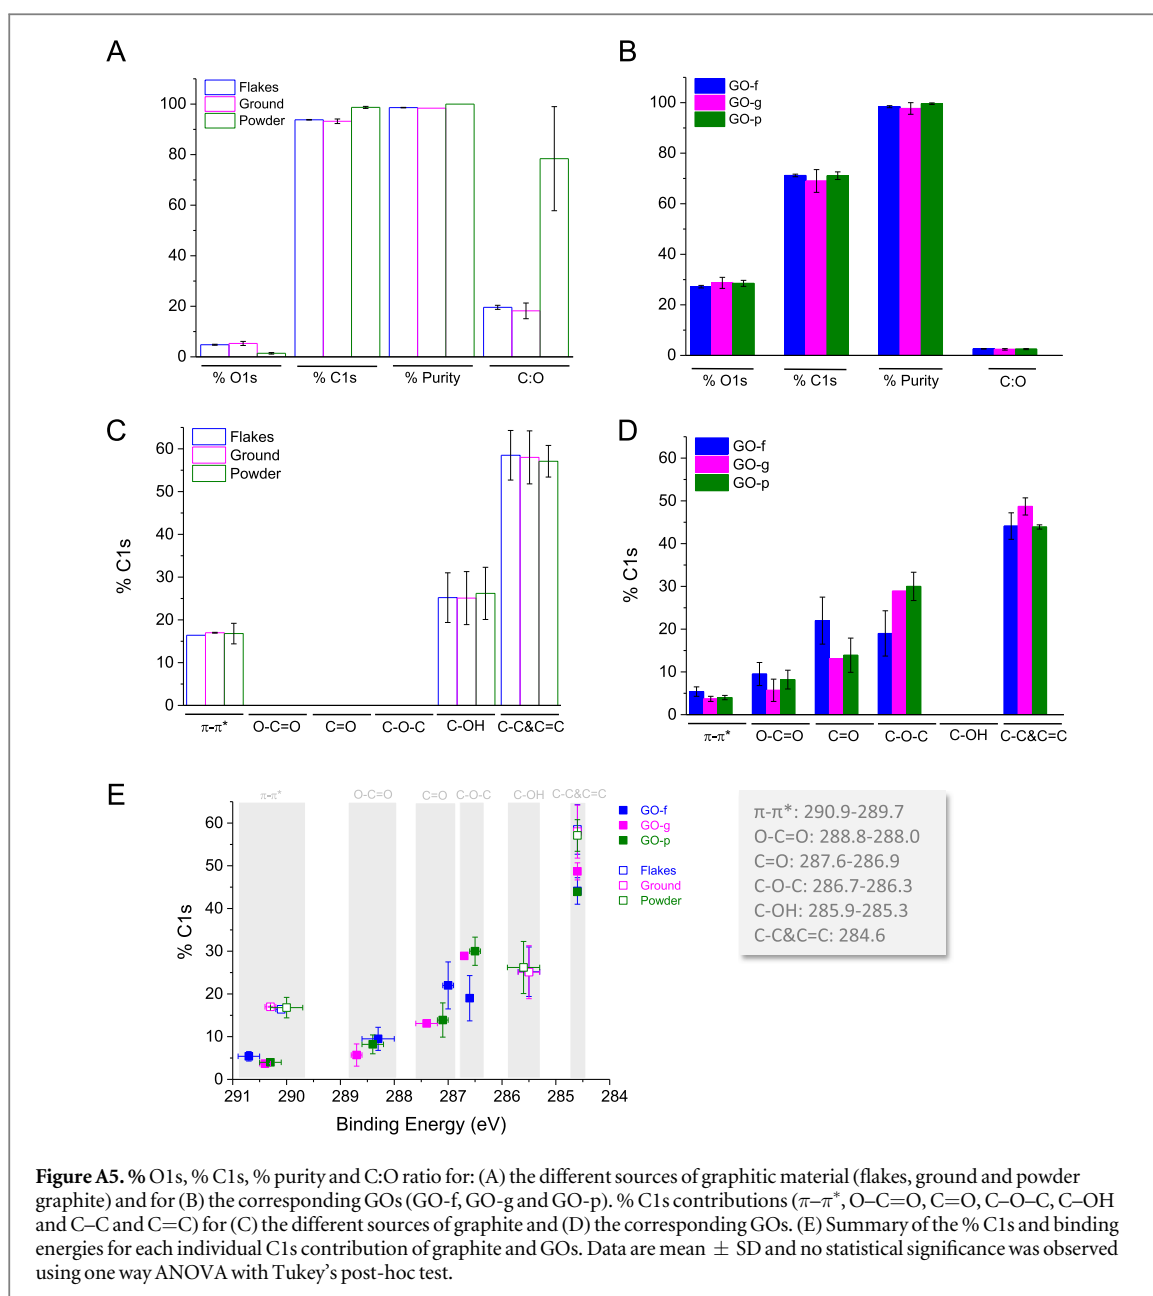 A
Flakes
Ground
Powder
100
80
60
40
20
0
% O1s
% C1s
% Purity
C:O
B
GO-f
GO-g
GO-p
100
80
60
40
20
0
% O1s
% C1s
% Purity
C:O
C
Flakes
Ground
Powder
% C1s
60
50
40
30
20
10
0
π-π*
O-C=O
C=O
C-O-C
C-OH
C-C&C=C
D
GO-f
GO-g
GO-p
% C1s
60
50
40
30
20
10
0
π-π*
O-C=O
C=O
C-O-C
C-OH
C-C&C=C
E
π-π*
O-C=O
C=O
C-O-C
C-OH
C-C&C=C
% C1s
60
50
40
30
20
10
0
291
290
289
288
287
286
285
284
Binding Energy (eV)
GO-f
GO-g
GO-p
Flakes
Ground
Powder
π-π*: 290.9-289.7
O-C=O: 288.8-288.0
C=O: 287.6-286.9
C-O-C: 286.7-286.3
C-OH: 285.9-285.3
C-C&C=C: 284.6
Figure A5. % O1s, % C1s, % purity and C:O ratio for: (A) the different sources of graphitic material (flakes, ground and powder
graphite) and for (B) the corresponding GOs (GO-f, GO-g and GO-p). % C1s contributions (π–π*, O–C=O, C=O, C–O–C, C–OH
and C–C and C=C) for (C) the different sources of graphite and (D) the corresponding GOs. (E) Summary of the % C1s and binding
energies for each individual C1s contribution of graphite and GOs. Data are mean ± SD and no statistical significance was observed
using one way ANOVA with Tukey's post-hoc test.